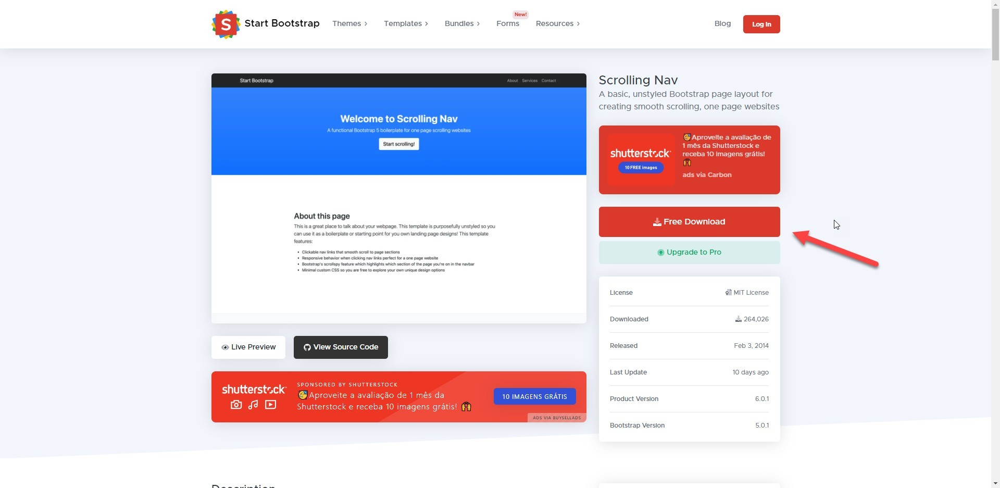 S Start Bootstrap Themes › Templates › Bundles › Forms New! Resources › Blog Log In
Start Bootstrap About Services Contact
Welcome to Scrolling Nav
A functional Bootstrap 5 boilerplate for one page scrolling websites
Start scrolling!
About this page
This is a great place to talk about your webpage. This template is purposefully unstyled so you
can use it as a boilerplate or starting point for you own landing page designs! This template
features:
• Clickable nav links that smooth scroll to page sections
• Responsive behavior when clicking nav links perfect for a one page website
• Bootstrap's scrollspy feature which highlights which section of the page you're on in the navbar
• Minimal custom CSS so you are free to explore your own unique design options
Live Preview View Source Code
shutterstock
SPONSORED BY SHUTTERSTOCK
😴Aproveite a avaliação de 1 mês da
Shutterstock e receba 10 imagens grátis! 🙌
10 IMAGENS GRÁTIS
ADS VIA BUYSELLADS
Scrolling Nav
A basic, unstyled Bootstrap page layout for
creating smooth scrolling, one page websites
shutterstock
10 FREE images
😴Aproveite a avaliação de
1 mês da Shutterstock e
receba 10 imagens grátis!
🙌
ads via Carbon
Free Download
Upgrade to Pro
License MIT License
Downloaded 264,026
Released Feb 3, 2014
Last Update 10 days ago
Product Version 6.0.1
Bootstrap Version 5.0.1
Description